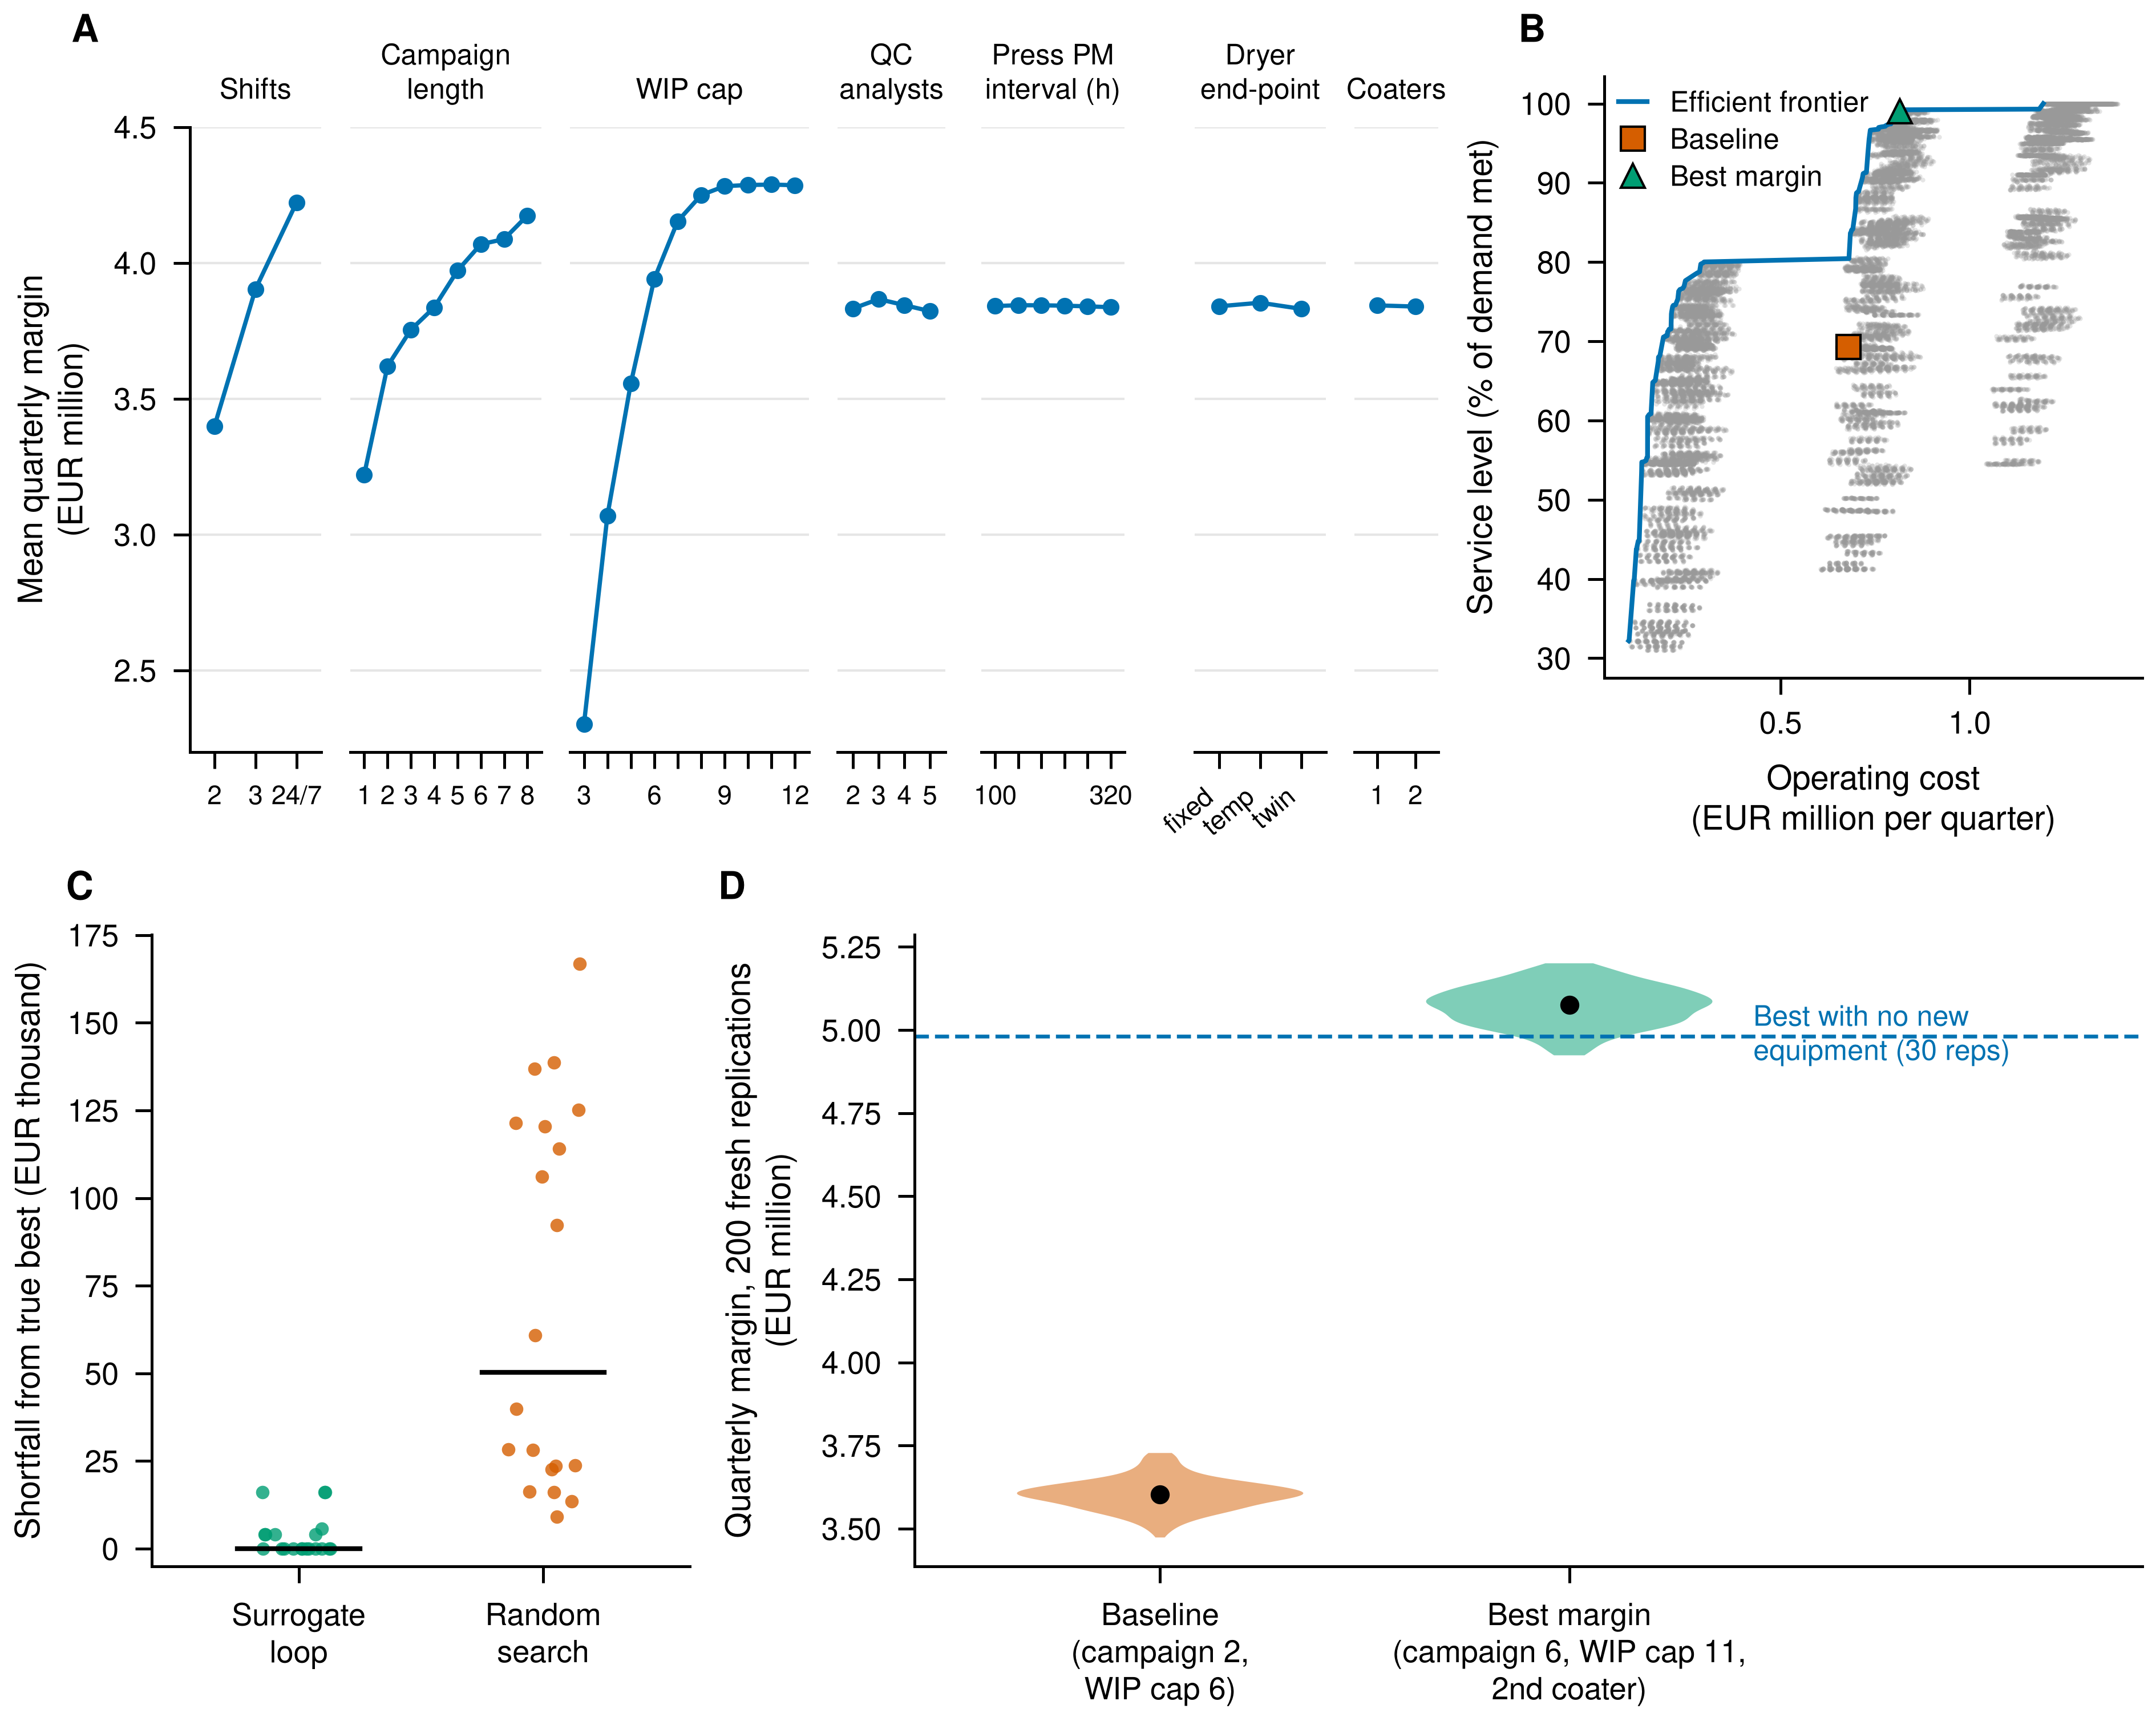 A
Shifts
Campaign
length
WIP cap
QC
analysts
Press PM
interval (h)
Dryer
end-point
Coaters
Mean quarterly margin
(EUR million)
4.5
4.0
3.5
3.0
2.5
2 3 24/7
1 2 3 4 5 6 7 8
3 6 9 12
2 3 4 5
100 320
fixed temp twin
1 2
B
Efficient frontier
Baseline
Best margin
Service level (% of demand met)
100
90
80
70
60
50
40
30
0.5 1.0
Operating cost
(EUR million per quarter)
C
Shortfall from true best (EUR thousand)
175
150
125
100
75
50
25
0
Surrogate
loop
Random
search
D
Quarterly margin, 200 fresh replications
(EUR million)
5.25
5.00
4.75
4.50
4.25
4.00
3.75
3.50
Best with no new
equipment (30 reps)
Baseline
(campaign 2,
WIP cap 6)
Best margin
(campaign 6, WIP cap 11,
2nd coater)